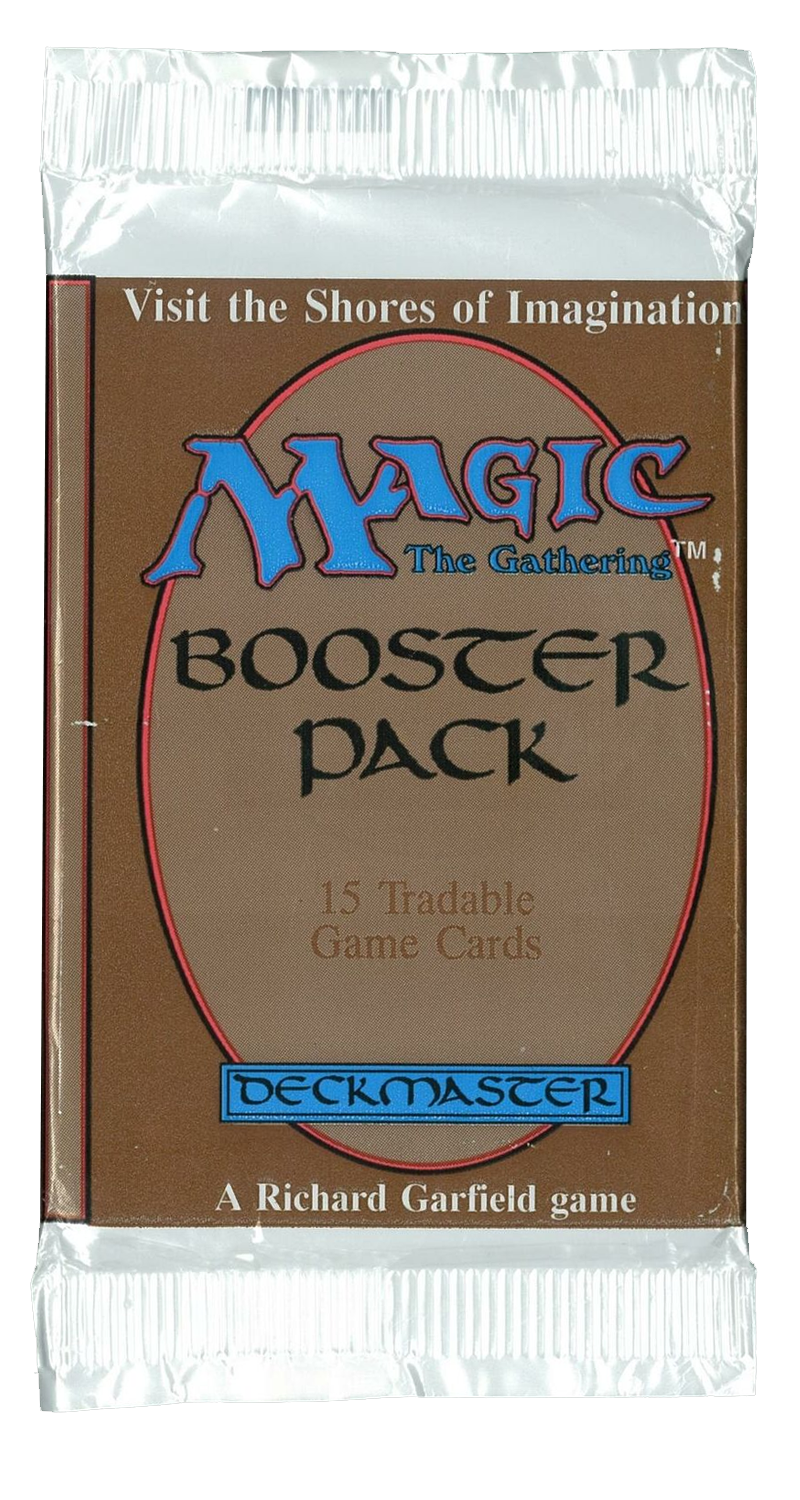 Visit the Shores of Imagination
MAGIC
The Gathering™
BOOSTER
PACK
15 Tradable
Game Cards
DECKMASTER
A Richard Garfield game